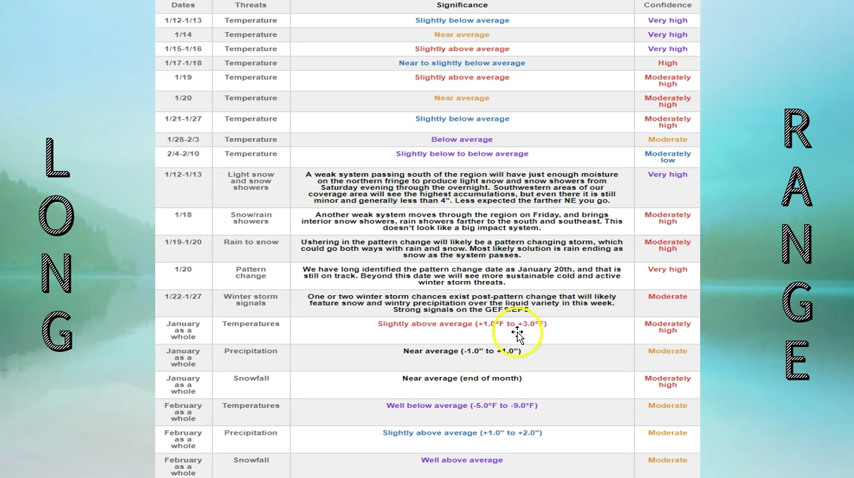 LONG
Dates Threats Significance Confidence
1/12-1/13 Temperature Slightly below average Very high
1/14 Temperature Near average Very high
1/15-1/16 Temperature Slightly above average Very high
1/17-1/18 Temperature Near to slightly below average High
1/19 Temperature Slightly above average Moderately
high
1/20 Temperature Near average Moderately
high
1/21-1/27 Temperature Slightly below average Moderately
high
1/28-2/3 Temperature Below average Moderate
2/4-2/10 Temperature Slightly below to below average Moderately
low
1/12-1/13 Light snow
and snow
showers
A weak system passing south of the region will have just enough moisture
on the northern fringe to produce light snow and snow showers from
Saturday evening through the overnight. Southwestern areas of our
coverage area will see the highest accumulations, but even there it is still
minor and generally less than 4". Less expected the farther NE you go.
Very high
1/18 Snow/rain
showers
Another weak system moves through the region on Friday, and brings
interior snow showers, rain showers farther to the south and southeast. This
doesn't look like a big impact system.
Moderately
high
1/19-1/20 Rain to snow
Ushering in the pattern change will likely be a pattern changing storm, which
could go both ways with rain and snow. Most likely solution is rain ending as
snow as the system passes.
Moderately
high
1/20 Pattern
change
We have long identified the pattern change date as January 20th, and that is
still on track. Beyond this date we will see more sustainable cold and active
winter storm threats.
Very high
1/22-1/27 Winter storm
signals
One or two winter storm chances exist post-pattern change that will likely
feature snow and wintry precipitation over the liquid variety in this week.
Strong signals on the
Moderate
January
as a
whole
Temperatures Slightly above average (+1.0°F to +3.0°F) Moderately
high
January
as a
whole
Precipitation Near average (-1.0" to +1.0") Moderate
January
as a
whole
Snowfall Near average (end of month) Moderately
high
February
as a
whole
Temperatures Well below average (-5.0°F to -9.0°F) Moderate
February
as a
whole
Precipitation Slightly above average (+1.0" to +2.0") Moderate
February
as a
whole
Snowfall Well above average Moderate
RANGE